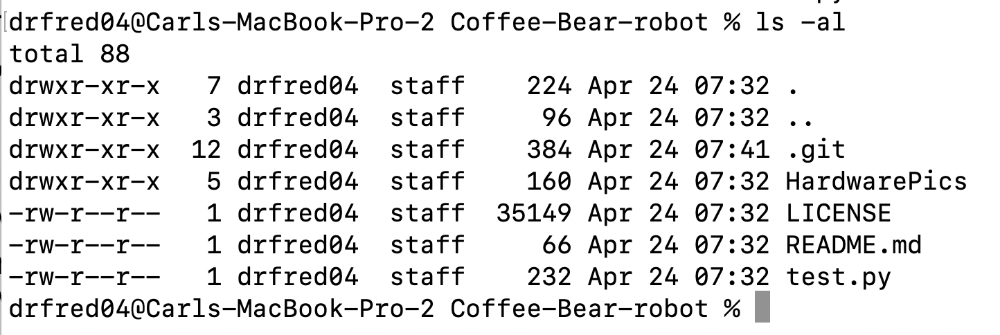 drfred04@Carls-MacBook-Pro-2 Coffee-Bear-robot % ls -al
total 88
drwxr-xr-x   7 drfred04  staff    224 Apr 24 07:32 .
drwxr-xr-x   3 drfred04  staff     96 Apr 24 07:32 ..
drwxr-xr-x  12 drfred04  staff    384 Apr 24 07:41 .git
drwxr-xr-x   5 drfred04  staff    160 Apr 24 07:32 HardwarePics
-rw-r--r--   1 drfred04  staff  35149 Apr 24 07:32 LICENSE
-rw-r--r--   1 drfred04  staff     66 Apr 24 07:32 README.md
-rw-r--r--   1 drfred04  staff    232 Apr 24 07:32 test.py
drfred04@Carls-MacBook-Pro-2 Coffee-Bear-robot %